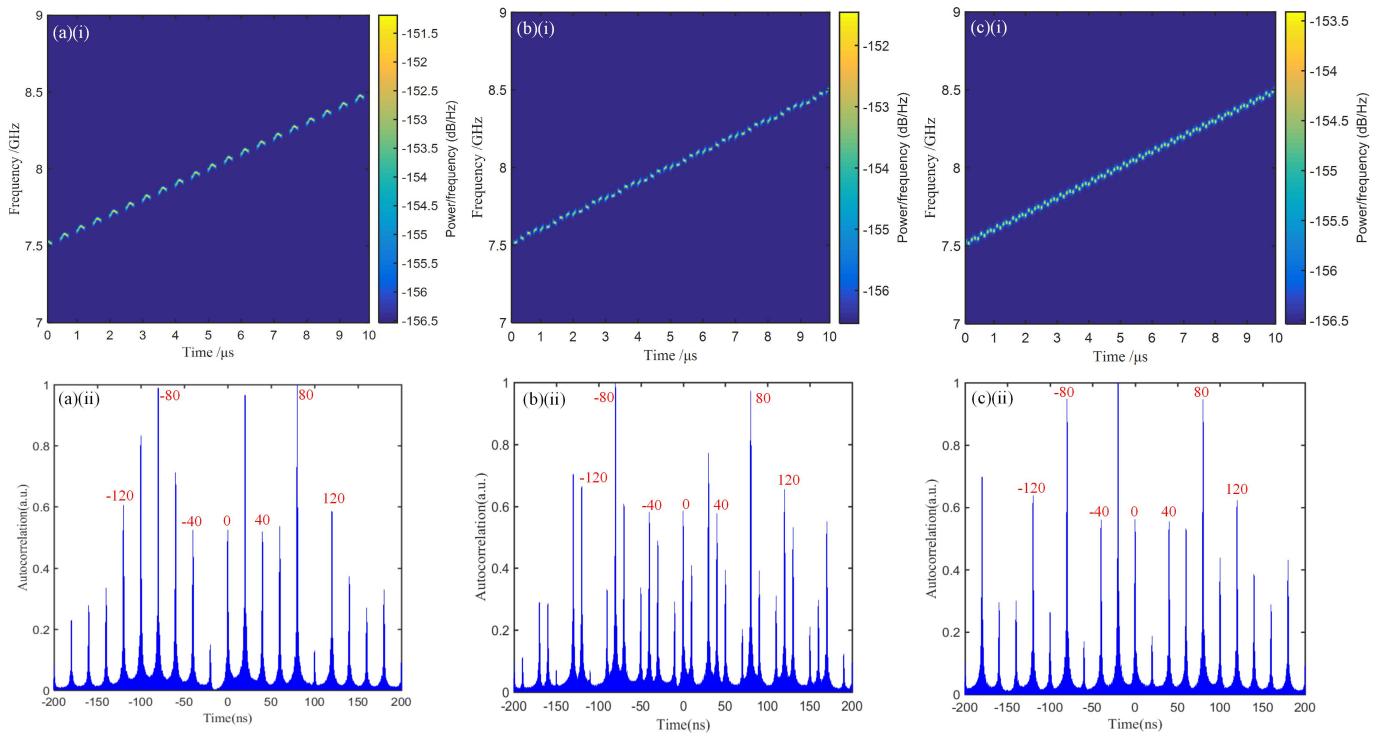 (a)(i)
Frequency /GHz
9
8.5
8
7.5
7
0 1 2 3 4 5 6 7 8 9 10
Time /μs
-151.5
-152
-152.5
-153
-153.5
-154
-154.5
-155
-155.5
-156
-156.5
Power/frequency (dB/Hz)
(b)(i)
Frequency /GHz
9
8.5
8
7.5
7
0 1 2 3 4 5 6 7 8 9 10
Time /μs
-152
-153
-154
-155
-156
Power/frequency (dB/Hz)
(c)(i)
Frequency /GHz
9
8.5
8
7.5
7
0 1 2 3 4 5 6 7 8 9 10
Time /μs
-153.5
-154
-154.5
-155
-155.5
-156
-156.5
Power/frequency (dB/Hz)
(a)(ii)
Autocorrelation(a.u.)
1
0.8
0.6
0.4
0.2
0
-80
80
-120
-40
0
40
120
-200 -150 -100 -50 0 50 100 150 200
Time(ns)
(b)(ii)
Autocorrelation(a.u.)
1
0.8
0.6
0.4
0.2
0
-80
80
-120
-40
0
40
120
-200 -150 -100 -50 0 50 100 150 200
Time(ns)
(c)(ii)
Autocorrelation(a.u.)
1
0.8
0.6
0.4
0.2
0
-80
80
-120
-40
0
40
120
-200 -150 -100 -50 0 50 100 150 200
Time(ns)